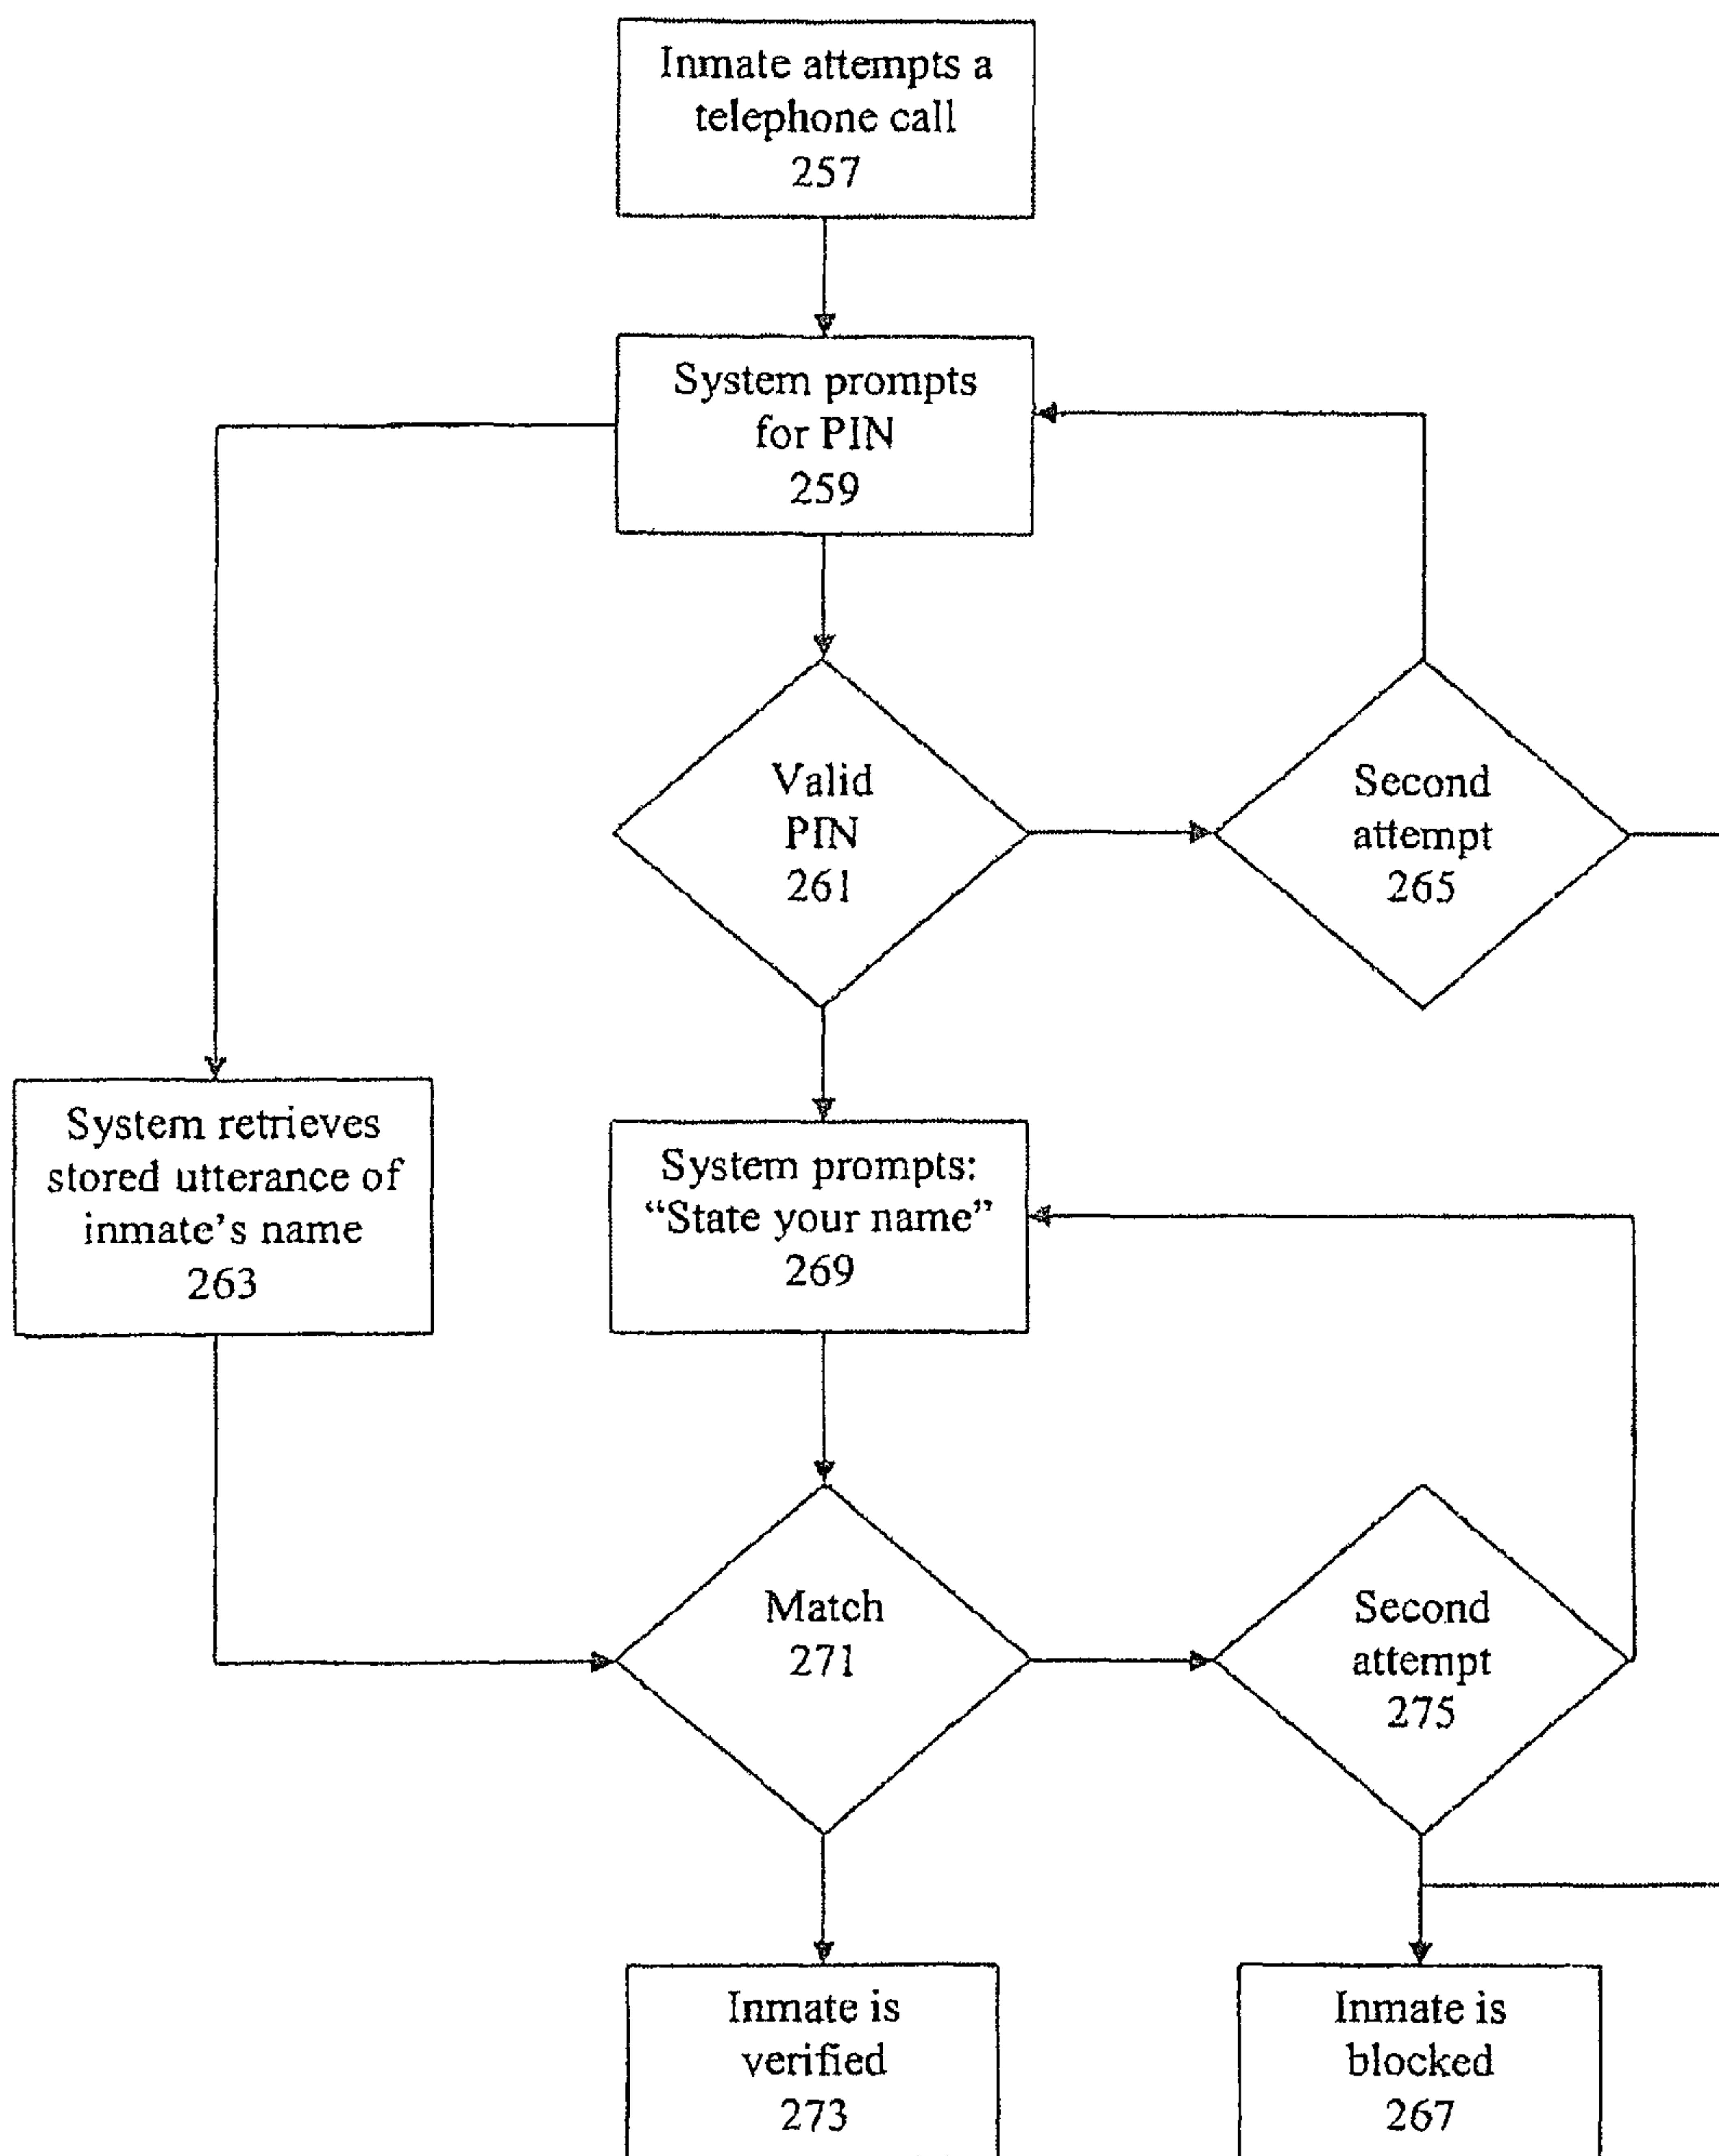 Inmate attempts a
telephone call
257
System prompts
for PIN
259
Valid
PIN
261
Second
attempt
265
System retrieves
stored utterance of
inmate's name
263
System prompts:
“State your name”
269
Match
271
Second
attempt
275
Inmate is
verified
273
Inmate is
blocked
267